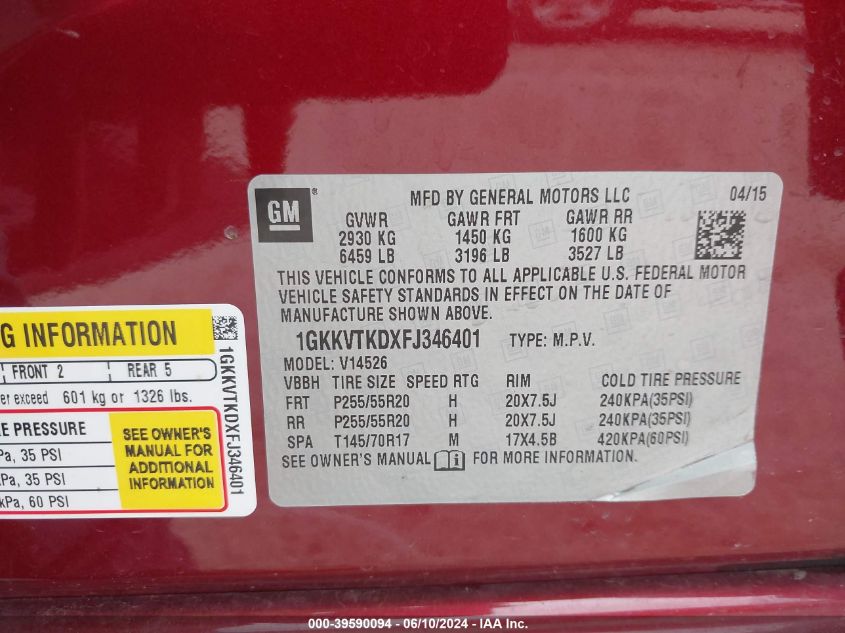 GM
MFD BY GENERAL MOTORS LLC 04/15
GVWR GAWR FRT GAWR RR
2930 KG 1450 KG 1600 KG
6459 LB 3196 LB 3527 LB
THIS VEHICLE CONFORMS TO ALL APPLICABLE U.S. FEDERAL MOTOR
VEHICLE SAFETY STANDARDS IN EFFECT ON THE DATE OF
MANUFACTURE SHOWN ABOVE.
1GKKVTKDXFJ346401 TYPE: M.P.V.
MODEL: V14526
VBBH TIRE SIZE SPEED RTG RIM COLD TIRE PRESSURE
FRT P255/55R20 H 20X7.5J 240KPA(35PSI)
RR P255/55R20 H 20X7.5J 240KPA(35PSI)
SPA T145/70R17 M 17X4.5B 420KPA(60PSI)
SEE OWNER'S MANUAL FOR MORE INFORMATION.
G INFORMATION
FRONT 2 REAR 5
er exceed 601 kg or 1326 lbs.
E PRESSURE
Pa, 35 PSI
kPa, 35 PSI
kPa, 60 PSI
SEE OWNER'S
MANUAL FOR
ADDITIONAL
INFORMATION
1GKKVTKDXFJ346401
000-39590094 - 06/10/2024 - IAA Inc.